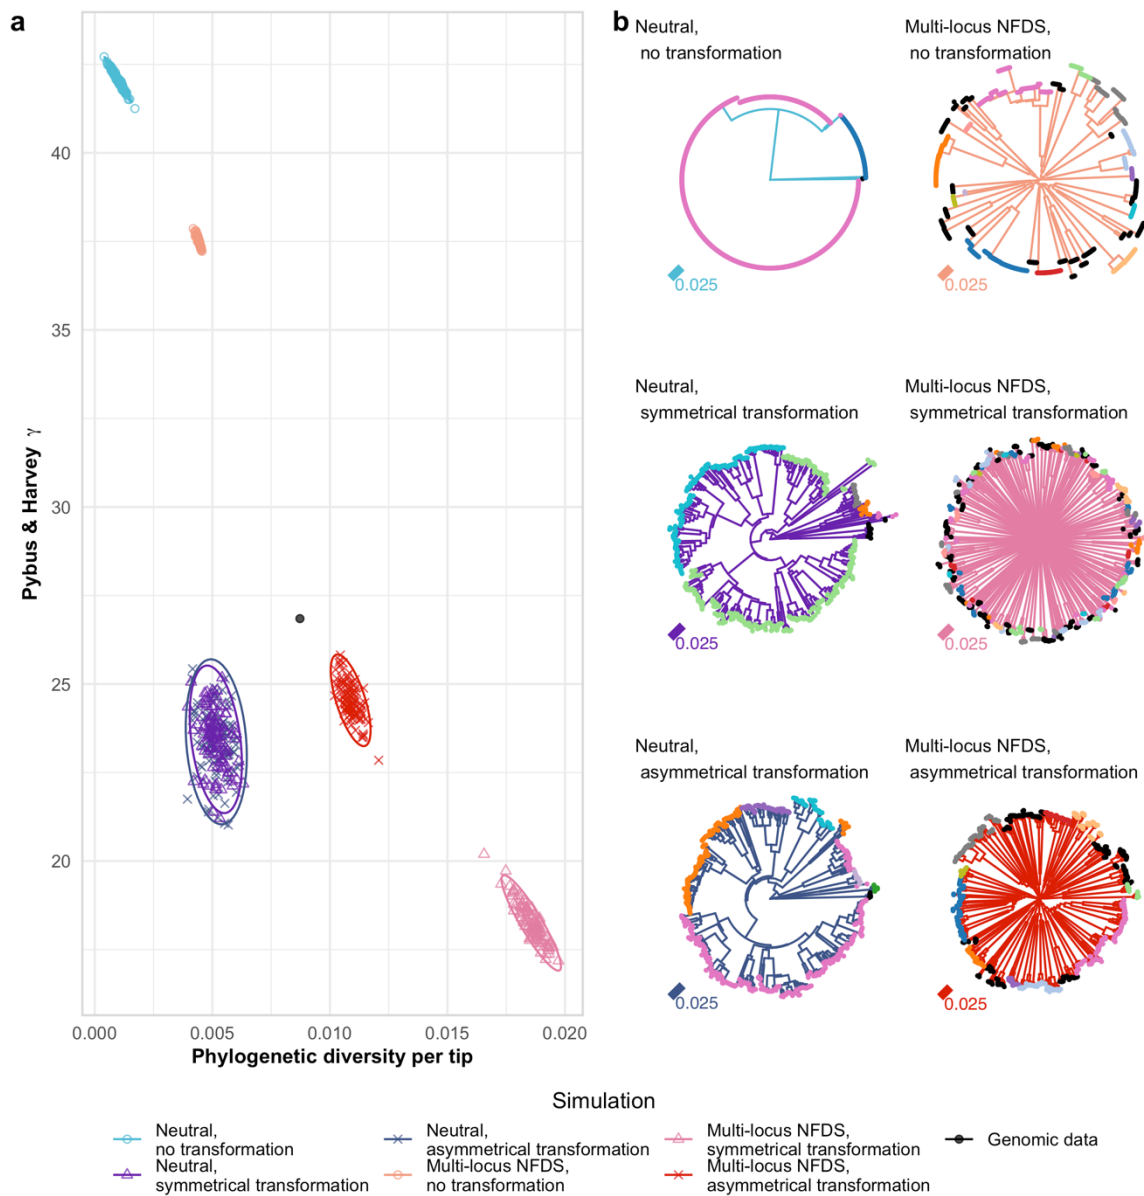 a
40
35
30
25
20
Pybus & Harvey γ
0.000
0.005
0.010
0.015
0.020
Phylogenetic diversity per tip
b
Neutral,
no transformation
0.025
Multi-locus NFDS,
no transformation
0.025
Neutral,
symmetrical transformation
0.025
Multi-locus NFDS,
symmetrical transformation
0.025
Neutral,
asymmetrical transformation
0.025
Multi-locus NFDS,
asymmetrical transformation
0.025
Simulation
Neutral,
no transformation
Neutral,
symmetrical transformation
Neutral,
asymmetrical transformation
Multi-locus NFDS,
no transformation
Multi-locus NFDS,
symmetrical transformation
Multi-locus NFDS,
asymmetrical transformation
Genomic data